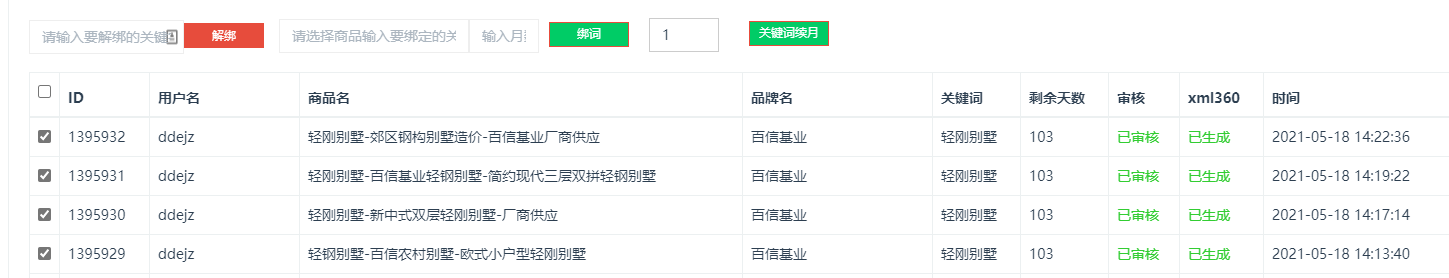 请输入要解绑的关键 解绑 请选择商品输入要绑定的关 输入月 绑词 1 关键词续月
ID 用户名 商品名 品牌名 关键词 剩余天数 审核 xml360 时间
1395932 ddejz 轻刚别墅-郊区钢构别墅造价-百信基业厂商供应 百信基业 轻刚别墅 103 已审核 已生成 2021-05-18 14:22:36
1395931 ddejz 轻刚别墅-百信基业轻钢别墅-简约现代三层双拼轻钢别墅 百信基业 轻刚别墅 103 已审核 已生成 2021-05-18 14:19:22
1395930 ddejz 轻刚别墅-新中式双层轻刚别墅-厂商供应 百信基业 轻刚别墅 103 已审核 已生成 2021-05-18 14:17:14
1395929 ddejz 轻钢别墅-百信农村别墅-欧式小户型轻刚别墅 百信基业 轻刚别墅 103 已审核 已生成 2021-05-18 14:13:40